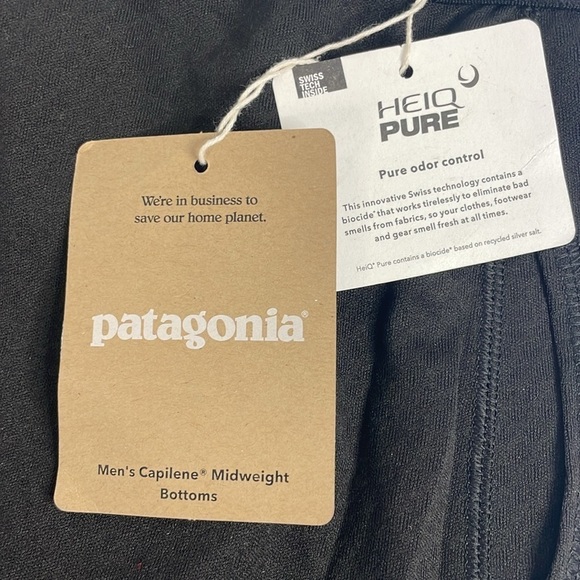 We're in business to
save our home planet.
patagonia®
Men's Capilene® Midweight
Bottoms
SWISS
TECH
INSIDE
HEIQ
PURE
Pure odor control
This innovative Swiss technology contains a
biocide* that works tirelessly to eliminate bad
smells from fabrics, so your clothes, footwear
and gear smell fresh at all times.
HeiQ® Pure contains a biocide* based on recycled silver salt.